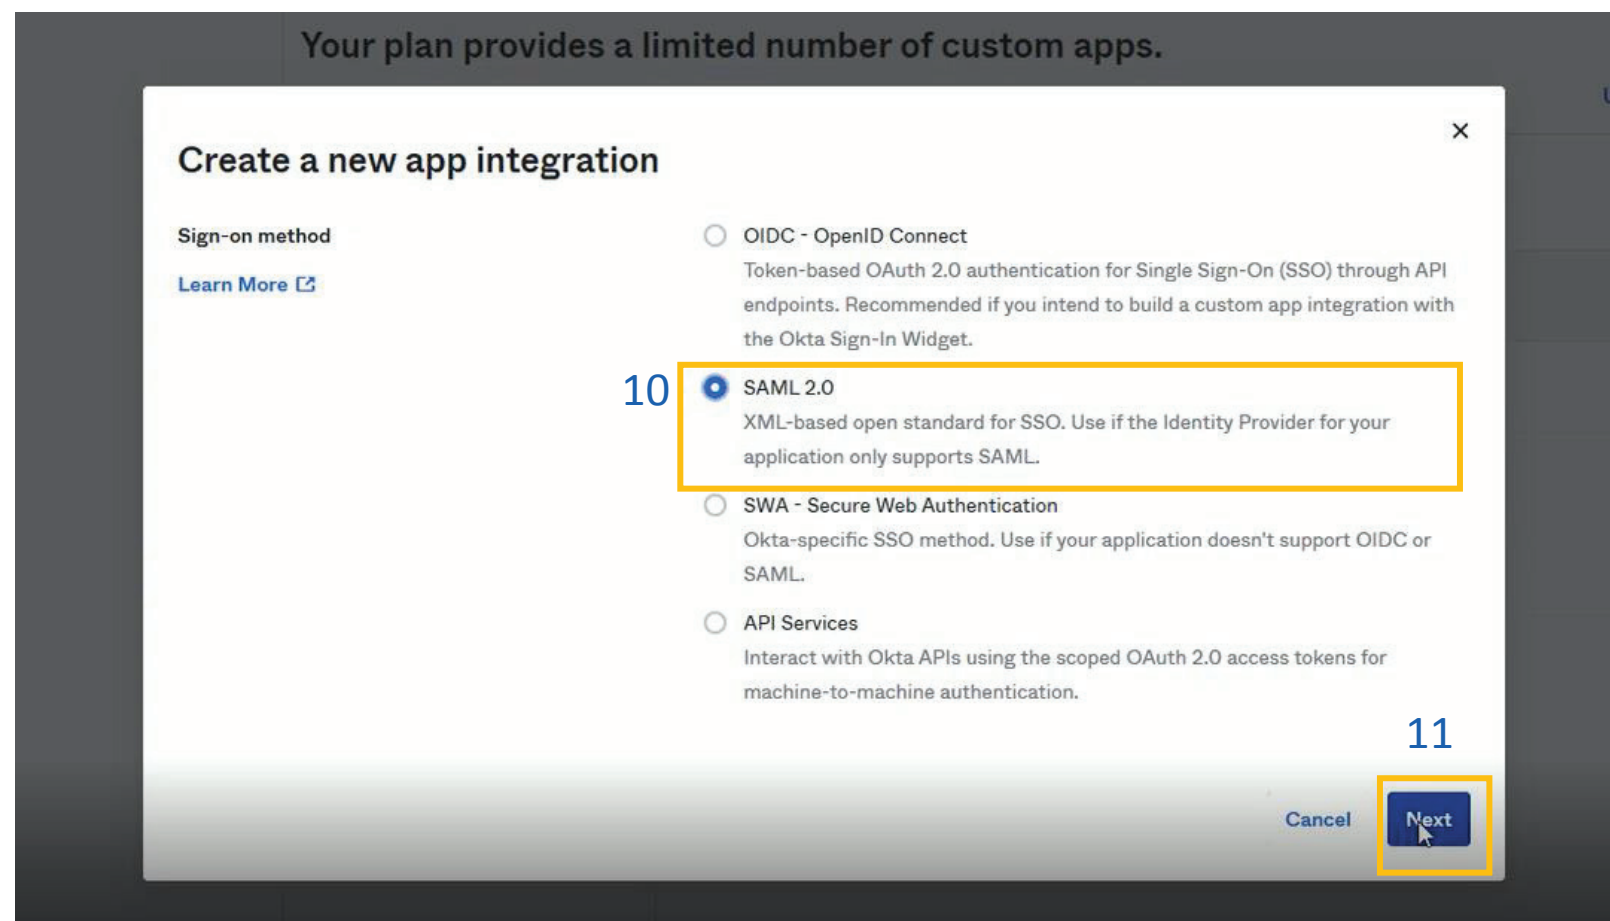 Your plan provides a limited number of custom apps.
Create a new app integration
Sign-on method
Learn More
OIDC - OpenID Connect
Token-based OAuth 2.0 authentication for Single Sign-On (SSO) through API
endpoints. Recommended if you intend to build a custom app integration with
the Okta Sign-In Widget.
10
SAML 2.0
XML-based open standard for SSO. Use if the Identity Provider for your
application only supports SAML.
SWA - Secure Web Authentication
Okta-specific SSO method. Use if your application doesn't support OIDC or
SAML.
API Services
Interact with Okta APIs using the scoped OAuth 2.0 access tokens for
machine-to-machine authentication.
11
Cancel
Next